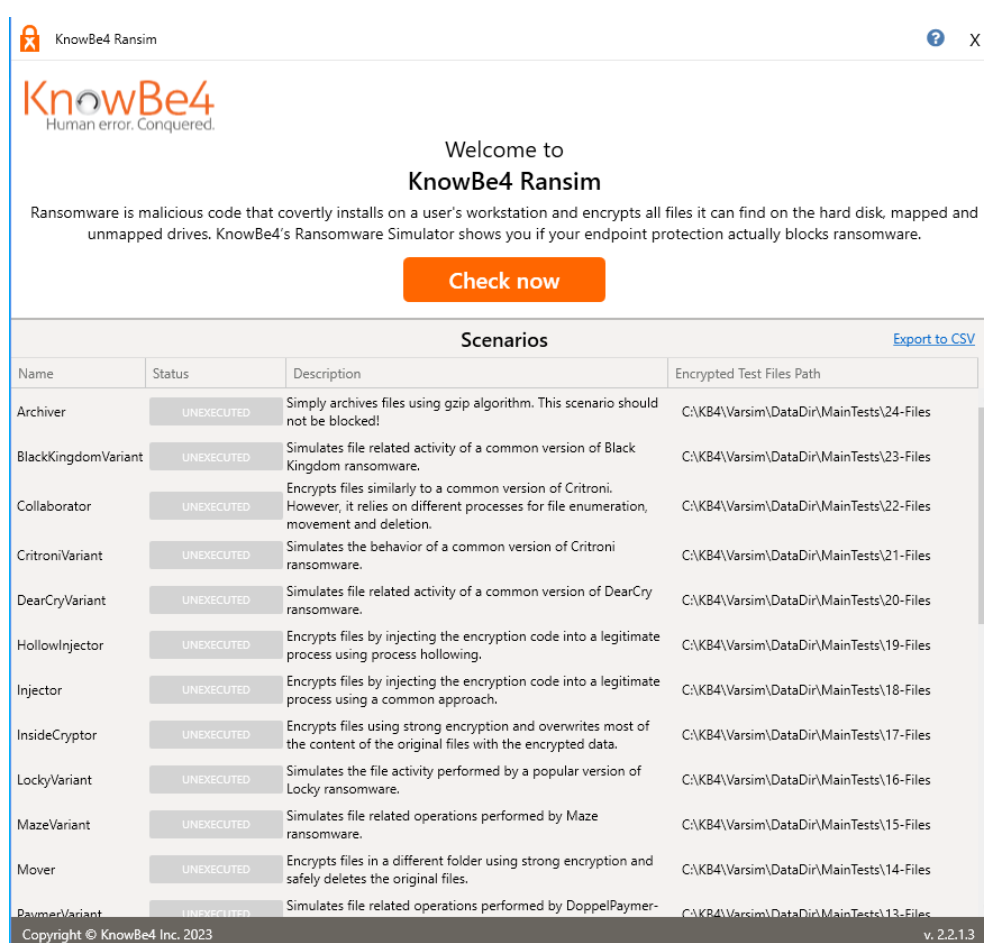 KnowBe4 Ransim
? X
KnowBe4
Human error. Conquered.
Welcome to
KnowBe4 Ransim
Ransomware is malicious code that covertly installs on a user's workstation and encrypts all files it can find on the hard disk, mapped and
unmapped drives. KnowBe4's Ransomware Simulator shows you if your endpoint protection actually blocks ransomware.
Check now
Scenarios
Export to CSV
Name Status Description Encrypted Test Files Path
Archiver UNEXECUTED Simply archives files using gzip algorithm. This scenario should
not be blocked! C:\KB4\Varsim\DataDir\MainTests\24-Files
BlackKingdomVariant UNEXECUTED Simulates file related activity of a common version of Black
Kingdom ransomware. C:\KB4\Varsim\DataDir\MainTests\23-Files
Collaborator UNEXECUTED Encrypts files similarly to a common version of Critroni.
However, it relies on different processes for file enumeration,
movement and deletion. C:\KB4\Varsim\DataDir\MainTests\22-Files
CritroniVariant UNEXECUTED Simulates the behavior of a common version of Critroni
ransomware. C:\KB4\Varsim\DataDir\MainTests\21-Files
DearCryVariant UNEXECUTED Simulates file related activity of a common version of DearCry
ransomware. C:\KB4\Varsim\DataDir\MainTests\20-Files
HollowInjector UNEXECUTED Encrypts files by injecting the encryption code into a legitimate
process using process hollowing. C:\KB4\Varsim\DataDir\MainTests\19-Files
Injector UNEXECUTED Encrypts files by injecting the encryption code into a legitimate
process using a common approach. C:\KB4\Varsim\DataDir\MainTests\18-Files
InsideCryptor UNEXECUTED Encrypts files using strong encryption and overwrites most of
the content of the original files with the encrypted data. C:\KB4\Varsim\DataDir\MainTests\17-Files
LockyVariant UNEXECUTED Simulates the file activity performed by a popular version of
Locky ransomware. C:\KB4\Varsim\DataDir\MainTests\16-Files
MazeVariant UNEXECUTED Simulates file related operations performed by Maze
ransomware. C:\KB4\Varsim\DataDir\MainTests\15-Files
Mover UNEXECUTED Encrypts files in a different folder using strong encryption and
safely deletes the original files. C:\KB4\Varsim\DataDir\MainTests\14-Files
PaymerVariant UNEXECUTED Simulates file related operations performed by DoppelPaymer-
C:\KB4\Varsim\DataDir\MainTests\13-Files
Copyright © KnowBe4 Inc. 2023 v. 2.2.1.3